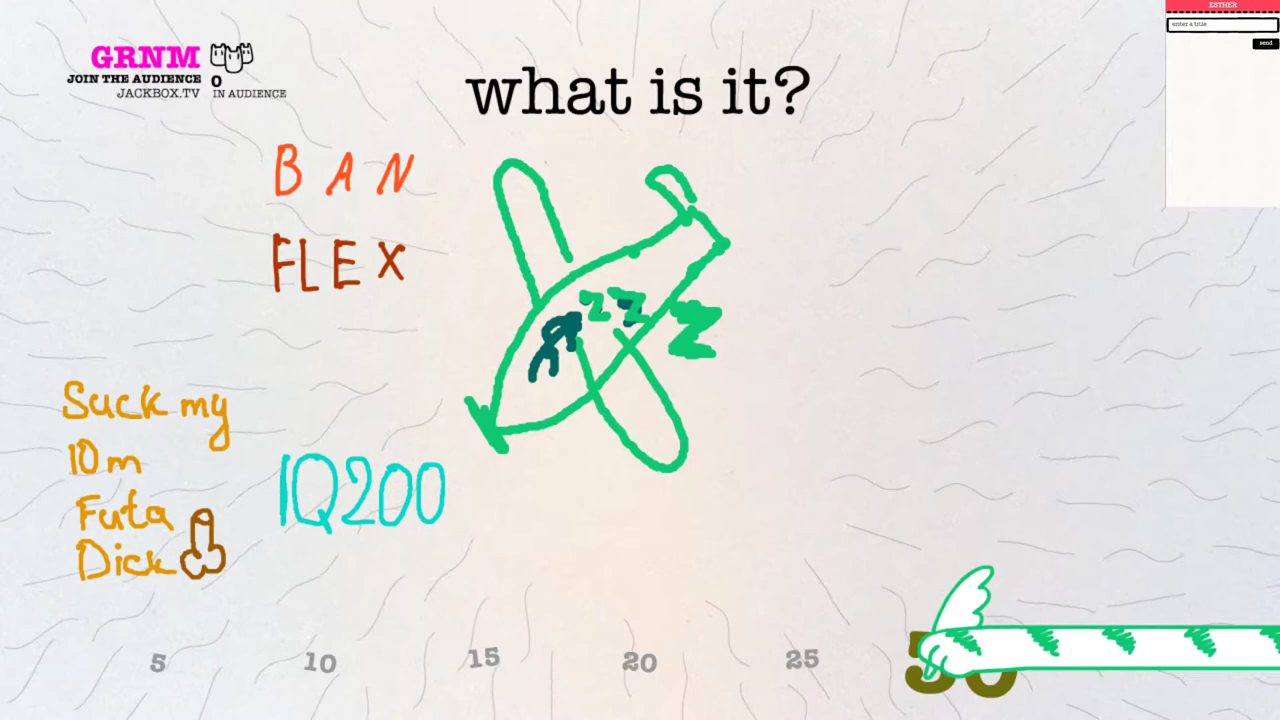 ESTHER
enter a title
send
GRNM
JOIN THE AUDIENCE
JACKBOX.TV
0
IN AUDIENCE
what is it?
BAN
FLEX
z z z
Suck my
10m
Futa
Dick
IQ200
5 10 15 20 25 30